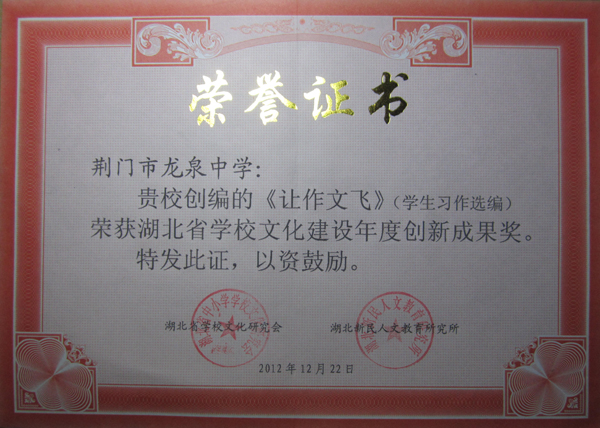 荣誉证书
荆门市龙泉中学:
贵校创编的《让作文飞》(学生习作选编)
荣获湖北省学校文化建设年度创新成果奖。
特发此证,以资鼓励。
湖北省学校文化研究会 湖北新民人文教育研究所
2012年12月22日